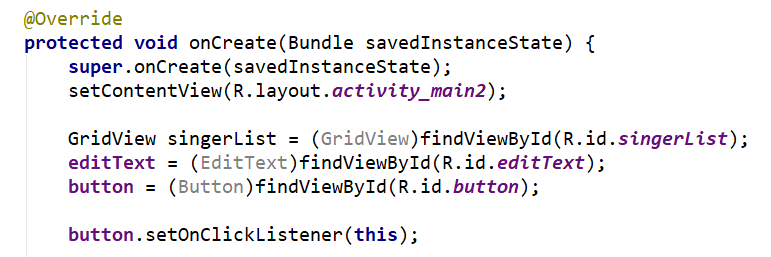 @Override
protected void onCreate(Bundle savedInstanceState) {
super.onCreate(savedInstanceState);
setContentView(R.layout.activity_main2);
GridView singerList = (GridView)findViewById(R.id.singerList);
editText = (EditText)findViewById(R.id.editText);
button = (Button)findViewById(R.id.button);
button.setOnClickListener(this);